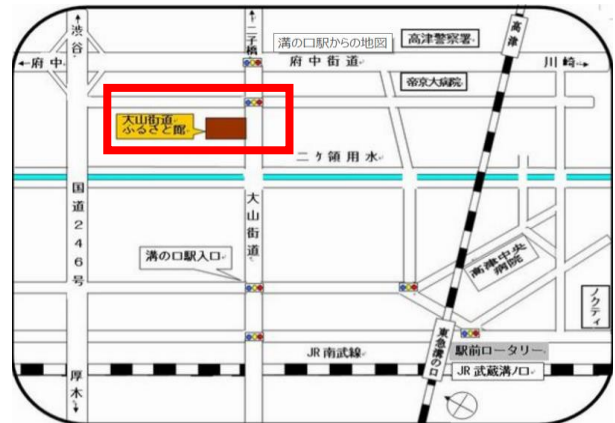 渋谷
二子橋
溝の口駅からの地図
高津警察署
高津
←府中
府中街道
川崎→
帝京大病院
大山街道
ふるさと館
二ケ領用水
国道246号
大山街道
溝の口駅入口
高津中央
病院
ノクティ
東急溝の口
駅前ロータリー
JR南武線
JR武蔵溝ノ口
厚木